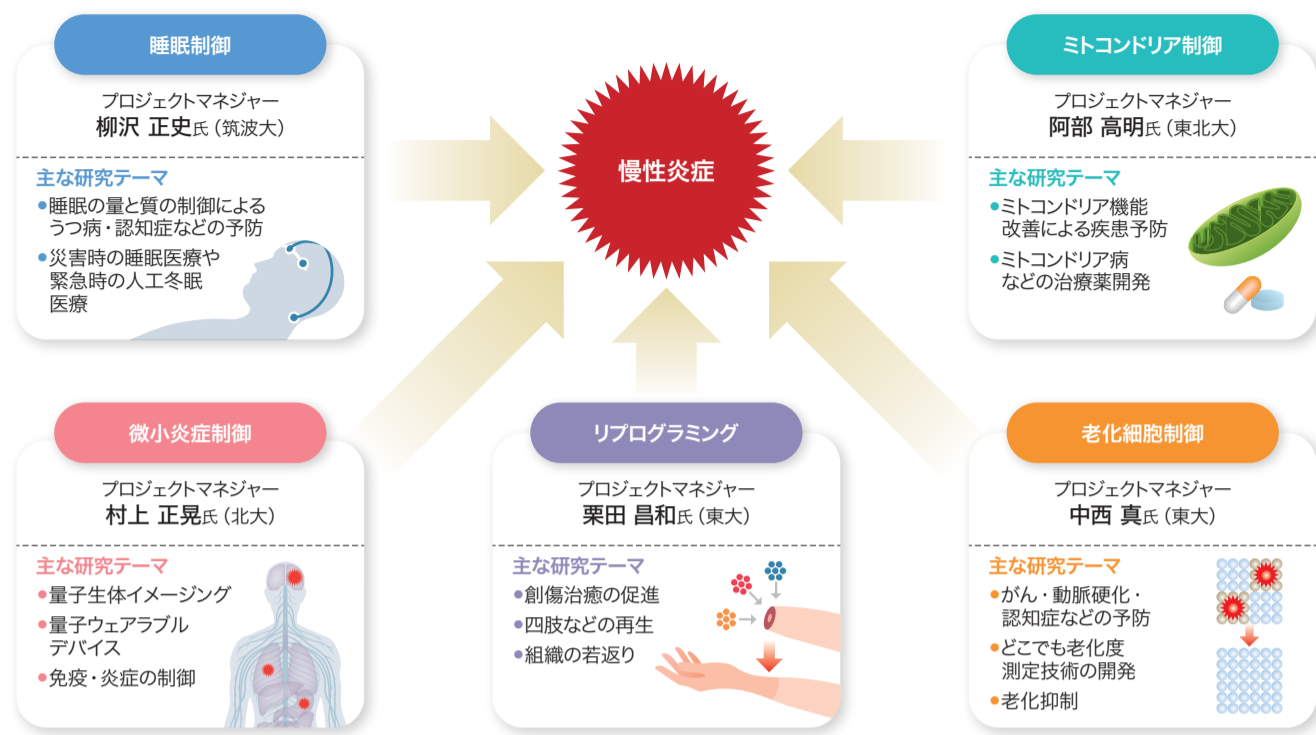 睡眠制御
プロジェクトマネジャー
柳沢 正史氏（筑波大）
主な研究テーマ
●睡眠の量と質の制御による
うつ病・認知症などの予防
●災害時の睡眠医療や
緊急時の人工冬眠
医療
慢性炎症
ミトコンドリア制御
プロジェクトマネジャー
阿部 高明氏（東北大）
主な研究テーマ
●ミトコンドリア機能
改善による疾患予防
●ミトコンドリア病
などの治療薬開発
微小炎症制御
プロジェクトマネジャー
村上 正晃氏（北大）
主な研究テーマ
●量子生体イメージング
●量子ウェアラブル
デバイス
●免疫・炎症の制御
リプログラミング
プロジェクトマネジャー
栗田 昌和氏（東大）
主な研究テーマ
●創傷治癒の促進
●四肢などの再生
●組織の若返り
老化細胞制御
プロジェクトマネジャー
中西 真氏（東大）
主な研究テーマ
●がん・動脈硬化・
認知症などの予防
●どこでも老化度
測定技術の開発
●老化抑制